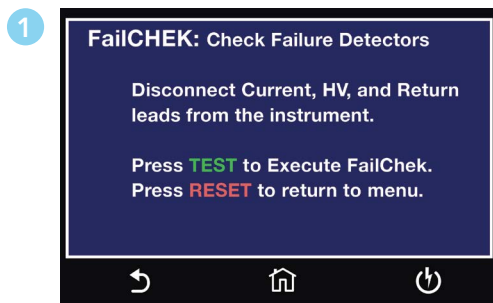 1
FailCHEK: Check Failure Detectors
Disconnect Current, HV, and Return
leads from the instrument.
Press TEST to Execute FailChek.
Press RESET to return to menu.